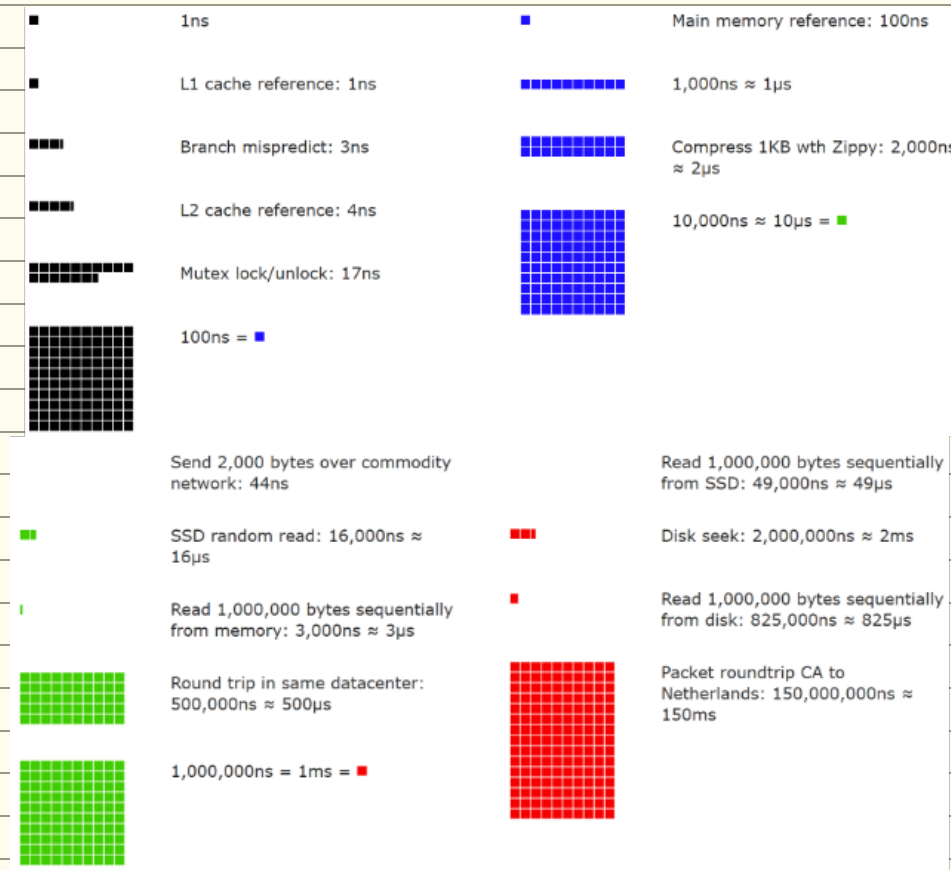 1ns
L1 cache reference: 1ns
Branch mispredict: 3ns
L2 cache reference: 4ns
Mutex lock/unlock: 17ns
100ns =
Main memory reference: 100ns
1,000ns ≈ 1µs
Compress 1KB wth Zippy: 2,000ns
≈ 2µs
10,000ns ≈ 10µs =
Send 2,000 bytes over commodity
network: 44ns
SSD random read: 16,000ns ≈
16µs
Read 1,000,000 bytes sequentially
from memory: 3,000ns ≈ 3µs
Round trip in same datacenter:
500,000ns ≈ 500µs
1,000,000ns = 1ms =
Read 1,000,000 bytes sequentially
from SSD: 49,000ns ≈ 49µs
Disk seek: 2,000,000ns ≈ 2ms
Read 1,000,000 bytes sequentially
from disk: 825,000ns ≈ 825µs
Packet roundtrip CA to
Netherlands: 150,000,000ns ≈
150ms